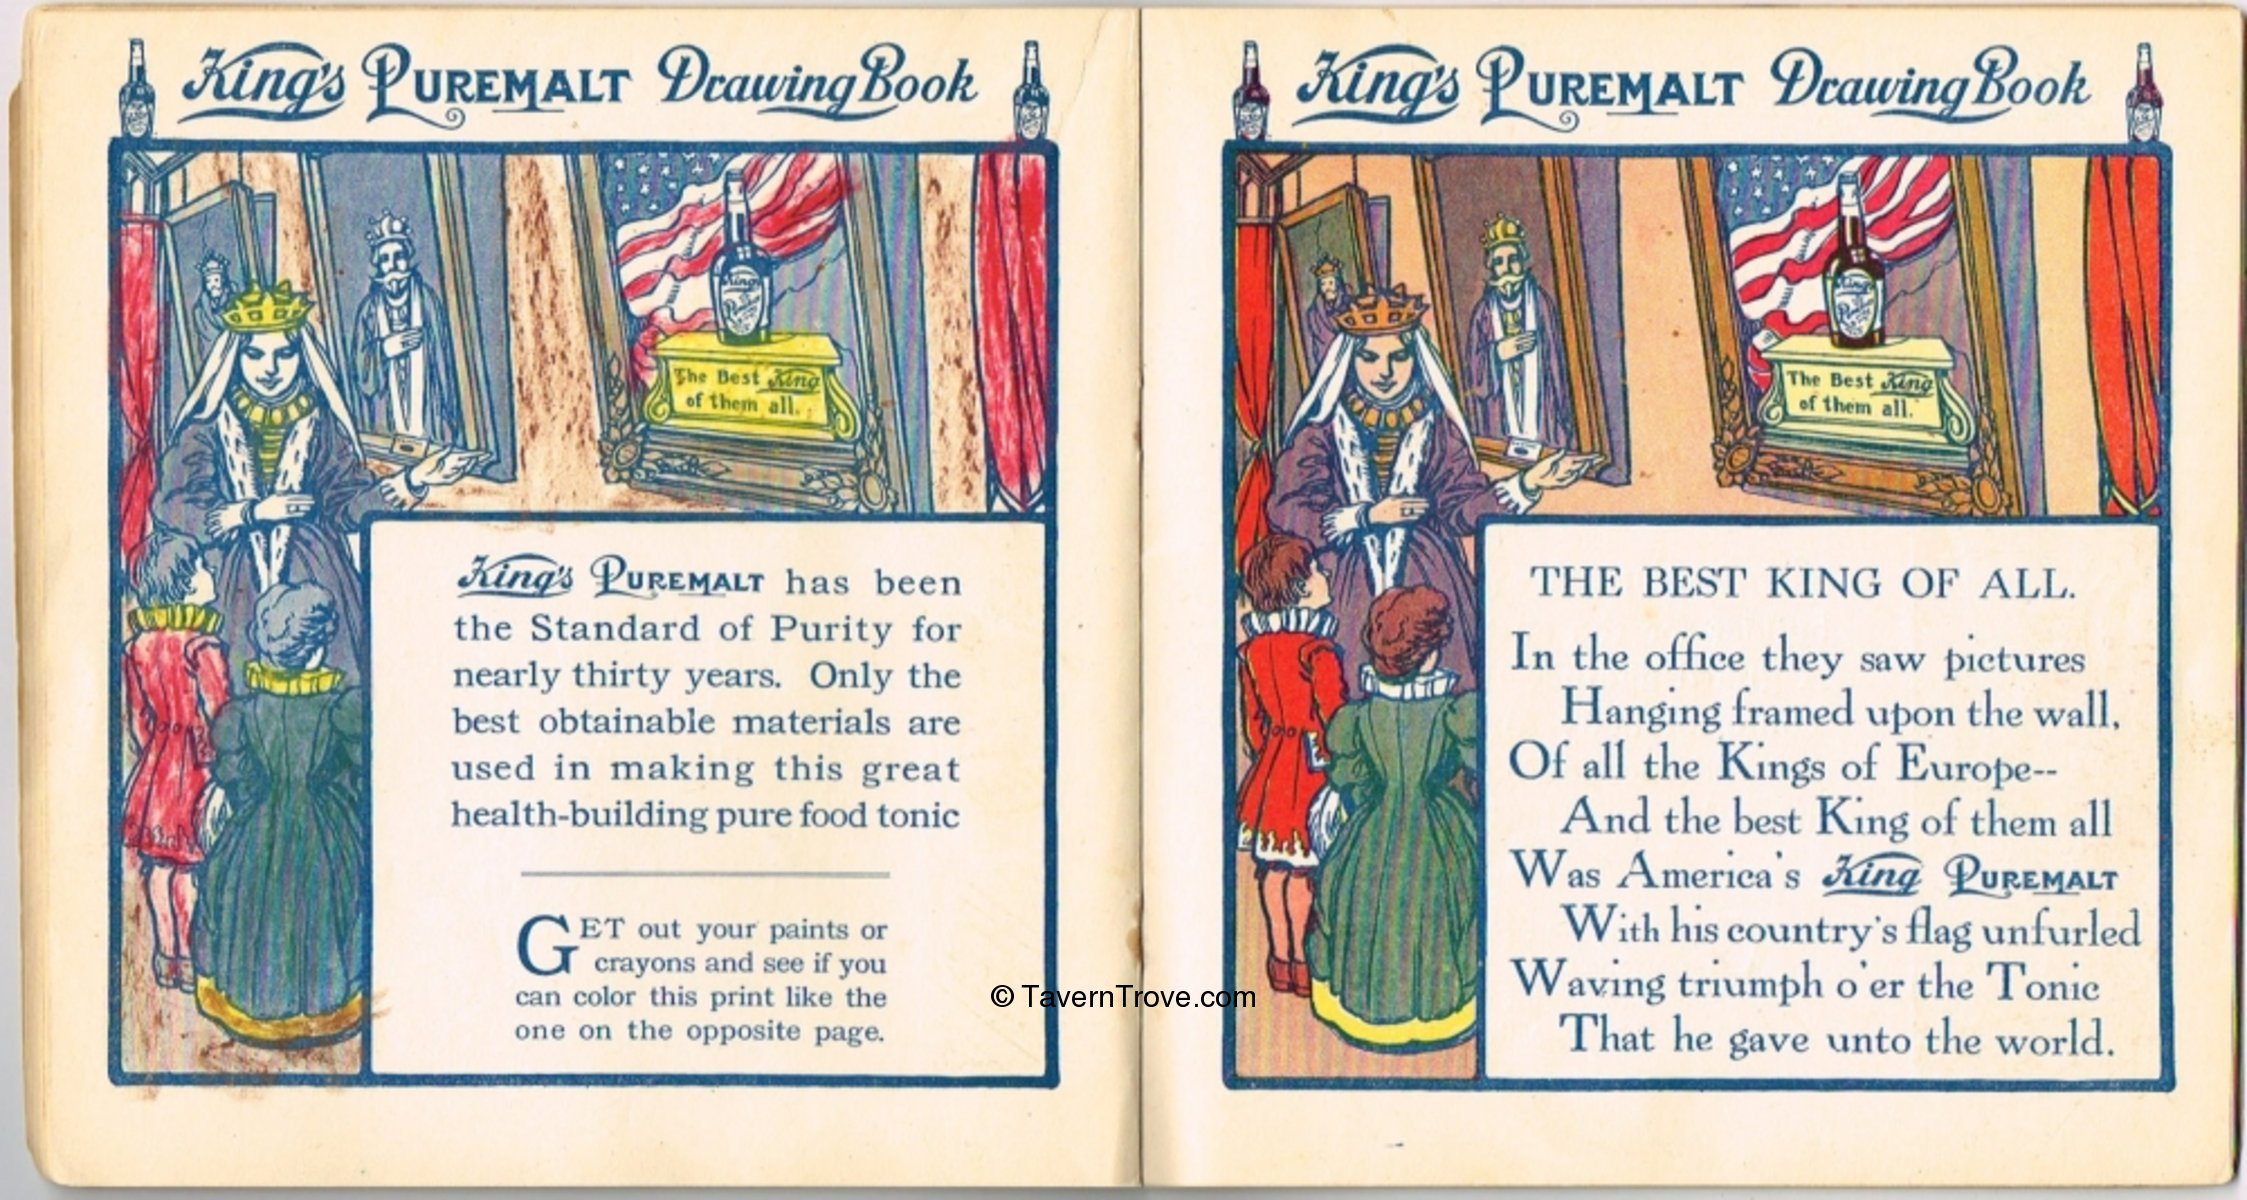 King's PUREMALT Drawing Book
The Best King
of them all.
King's PUREMALT has been
the Standard of Purity for
nearly thirty years. Only the
best obtainable materials are
used in making this great
health-building pure food tonic
GET out your paints or
crayons and see if you
can color this print like the
one on the opposite page.
King's PUREMALT Drawing Book
The Best King
of them all.
THE BEST KING OF ALL.
In the office they saw pictures
Hanging framed upon the wall,
Of all the Kings of Europe--
And the best King of them all
Was America's King PUREMALT
With his country's flag unfurled
Waving triumph o'er the Tonic
That he gave unto the world.
© TavernTrove.com